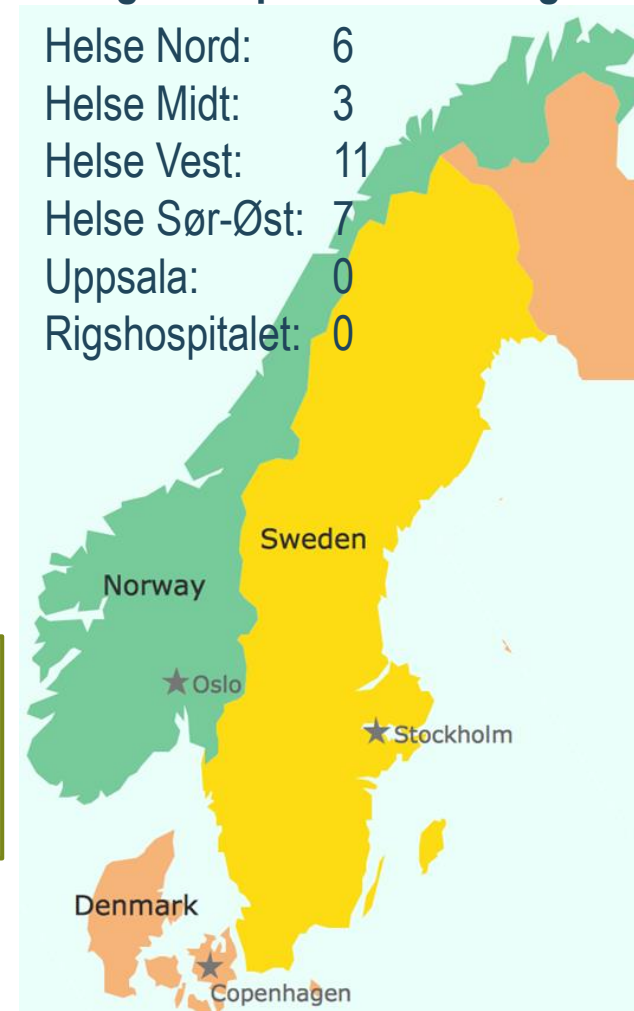 Helse Nord: 6
Helse Midt: 3
Helse Vest: 11
Helse Sør-Øst: 7
Uppsala: 0
Rigshospitalet: 0
Sweden
Norway
Oslo
Stockholm
Denmark
Copenhagen